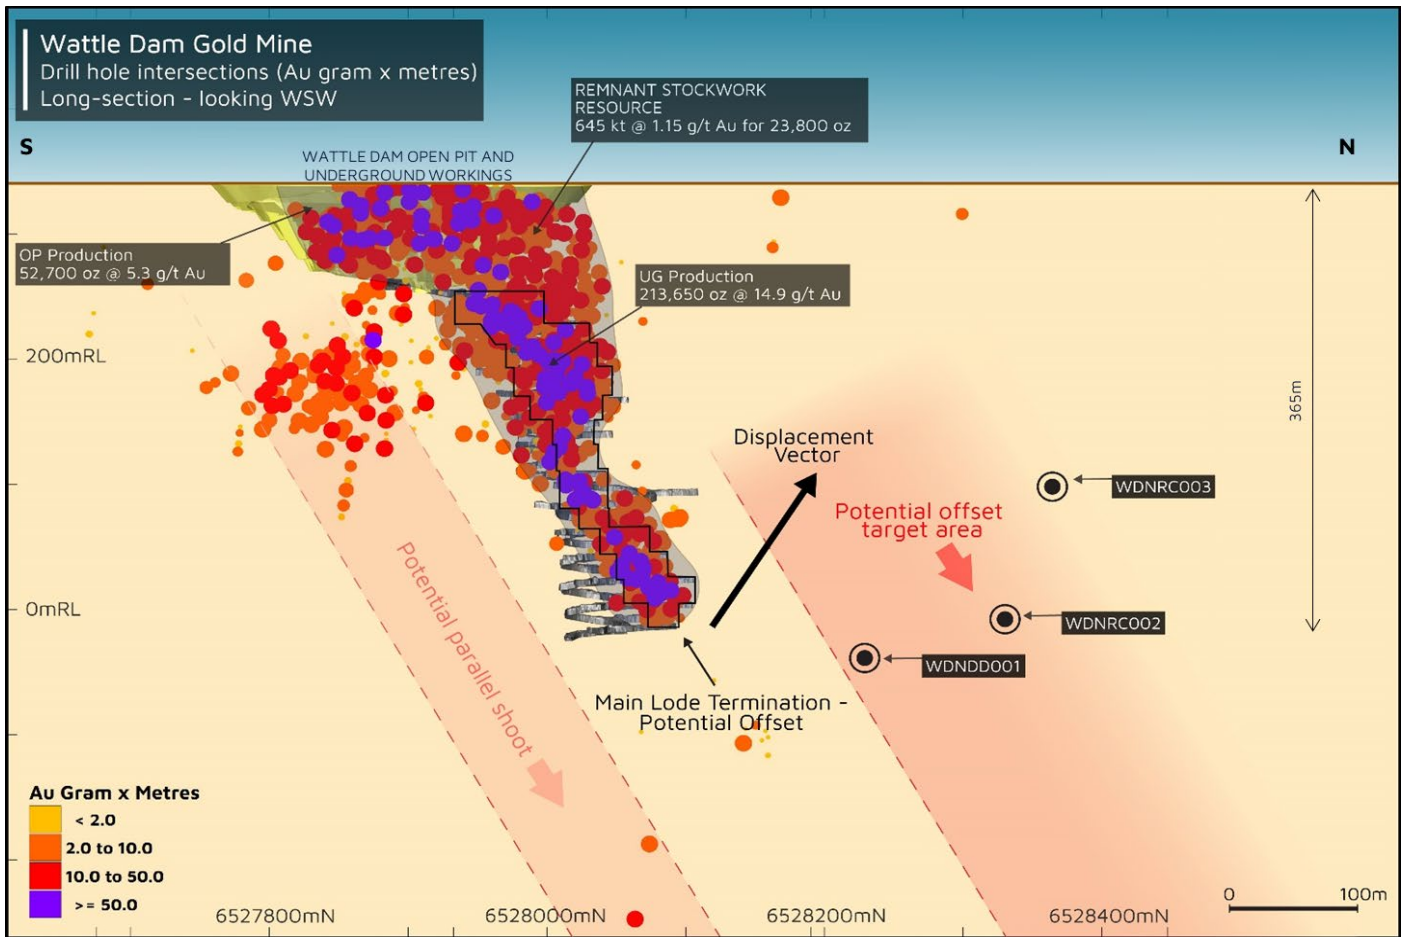 Wattle Dam Gold Mine
Drill hole intersections (Au gram x metres)
Long-section - looking WSW
REMNANT STOCKWORK
RESOURCE
645 kt @ 1.15 g/t Au for 23,800 oz
S
N
WATTLE DAM OPEN PIT AND
UNDERGROUND WORKINGS
OP Production
52,700 oz @ 5.3 g/t Au
UG Production
213,650 oz @ 14.9 g/t Au
200mRL
365m
Displacement
Vector
WDNRC003
Potential offset
target area
Potential parallel shoot
0mRL
WDNRC002
WDNDD001
Main Lode Termination -
Potential Offset
Au Gram x Metres
< 2.0
2.0 to 10.0
10.0 to 50.0
>= 50.0
0 100m
6527800mN 6528000mN 6528200mN 6528400mN